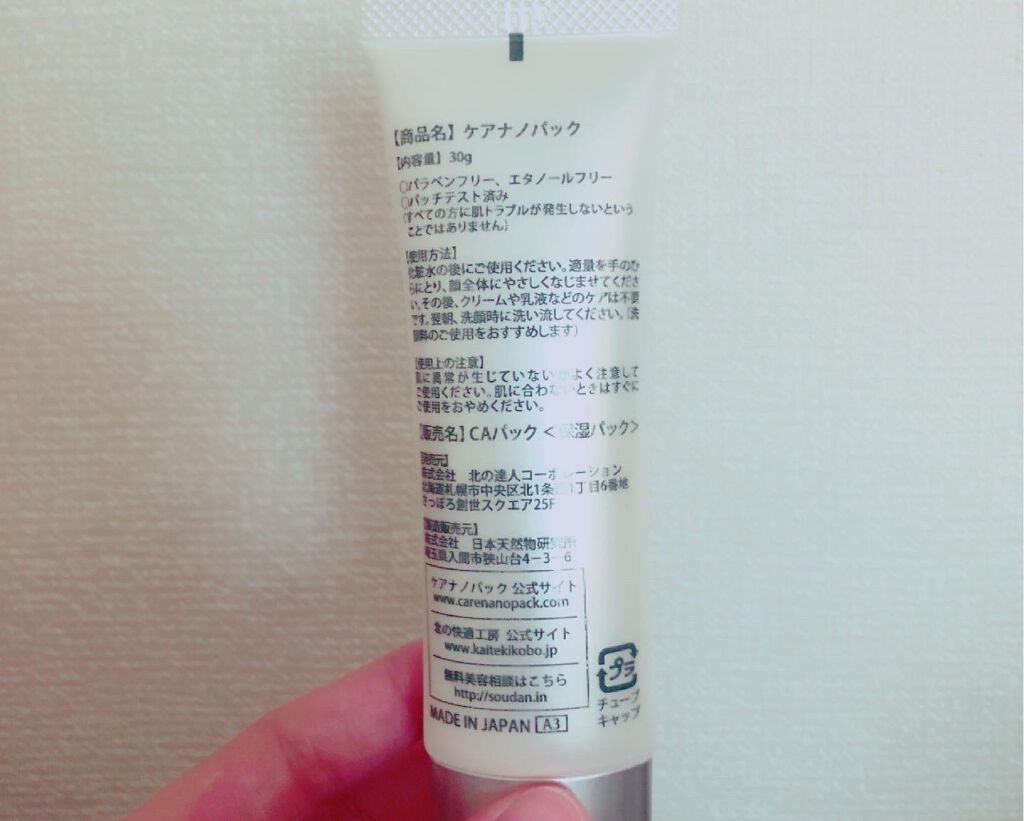 【商品名】ケアナノパック
【内容量】30g
○パラベンフリー、エタノールフリー
○パッチテスト済み
(すべての方に肌トラブルが発生しないという
ことではありません)
【使用方法】
化粧水の後にご使用ください。適量を手のひ
らにとり、顔全体にやさしくなじませてくださ
い。その後、クリームや乳液などのケアは不要
です。翌朝、洗顔時に洗い流してください。(洗
顔料のご使用をおすすめします)
【使用上の注意】
肌に異常が生じていないかよく注意して
ご使用ください。肌に合わないときはすぐに
ご使用をおやめください。
【販売名】CAパック<保湿パック>
【発売元】
株式会社 北の達人コーポレーション
北海道札幌市中央区北1条西1丁目6番地
さっぽろ創世スクエア25F
【製造販売元】
株式会社 日本天然物研究所
埼玉県入間市狭山台4-3-6
ケアナノパック 公式サイト
www.carenanopack.com
北の快適工房 公式サイト
www.kaitekikobo.jp
無料美容相談はこちら
http://soudan.in
MADE IN JAPAN A3
プラ
チューブ
キャップ